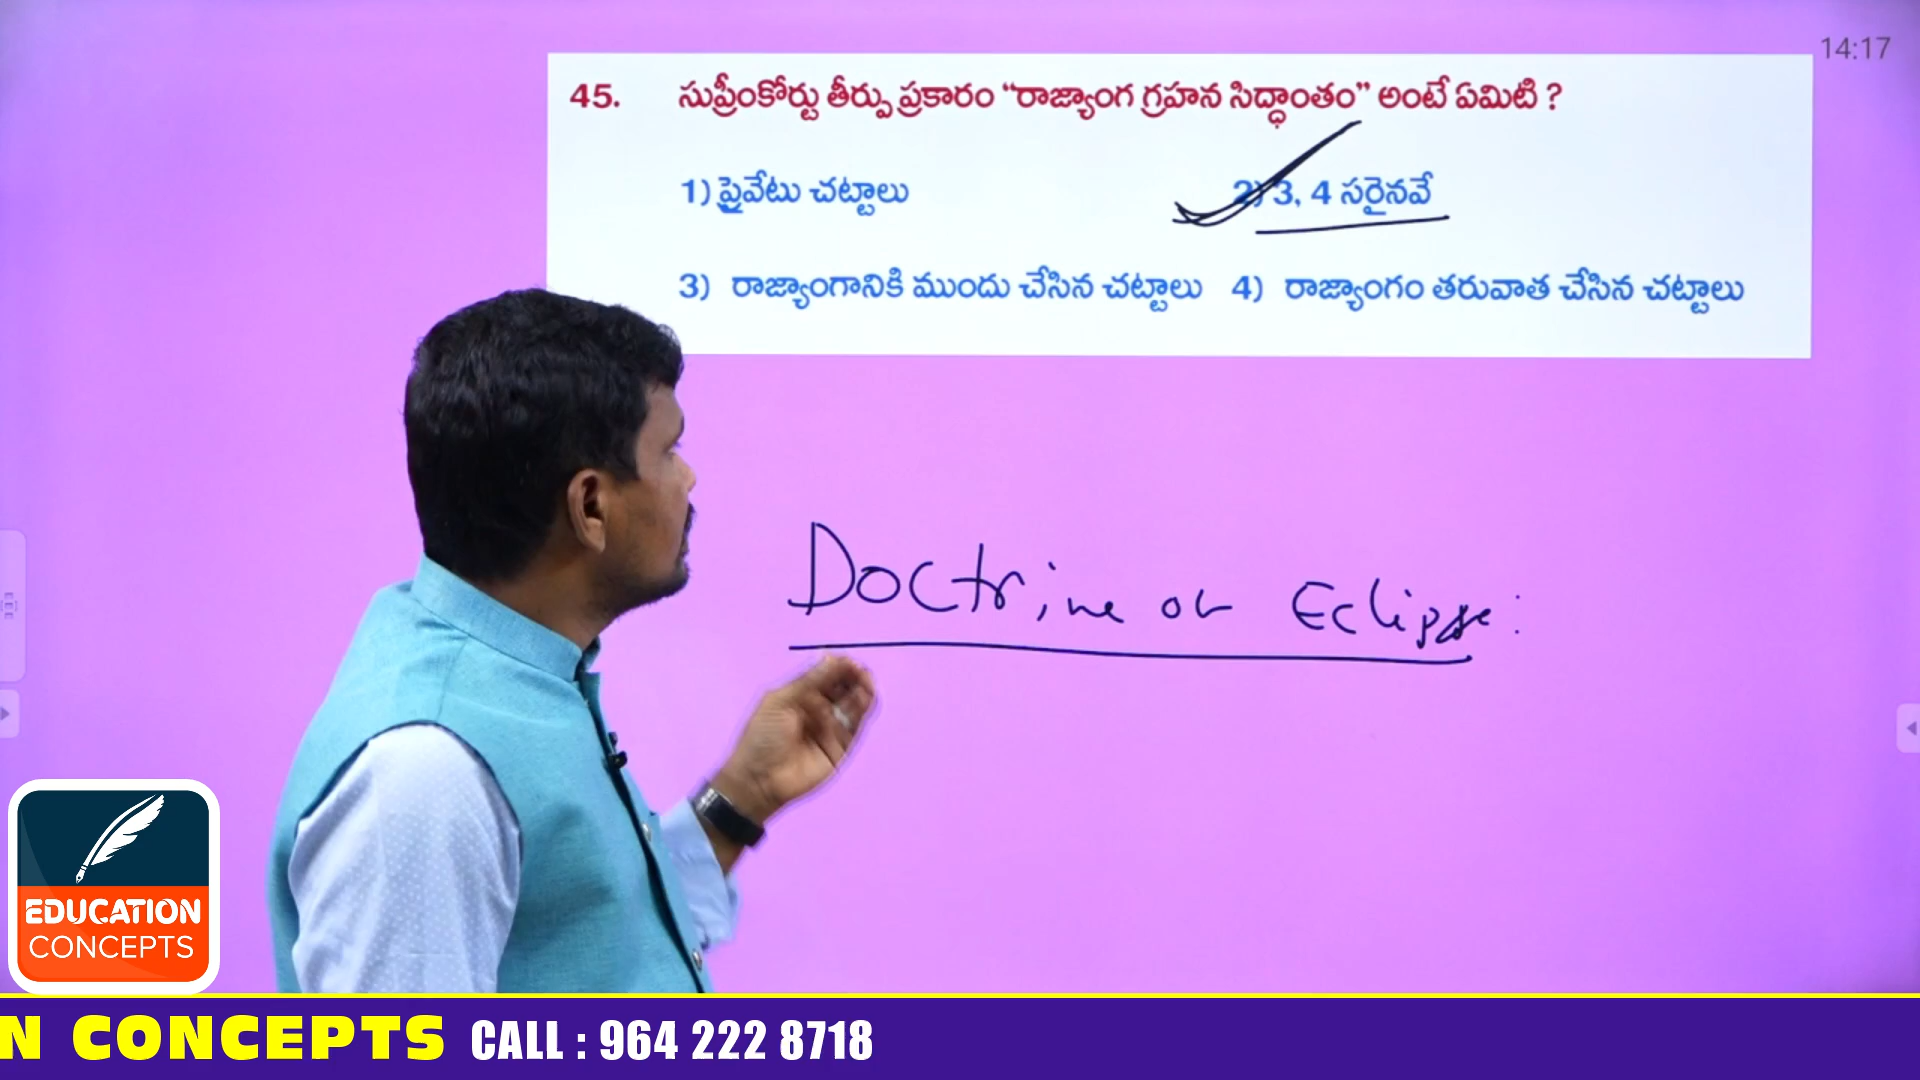 14:17
45. సుప్రీంకోర్టు తీర్పు ప్రకారం “రాజ్యాంగ గ్రహన సిద్ధాంతం” అంటే ఏమిటి ?
1) ప్రైవేటు చట్టాలు 2) 3, 4 సరైనవే
3) రాజ్యాంగానికి ముందు చేసిన చట్టాలు 4) రాజ్యాంగం తరువాత చేసిన చట్టాలు
Doctrine of Eclipse:
EDUCATION
CONCEPTS
N CONCEPTS CALL : 964 222 8718